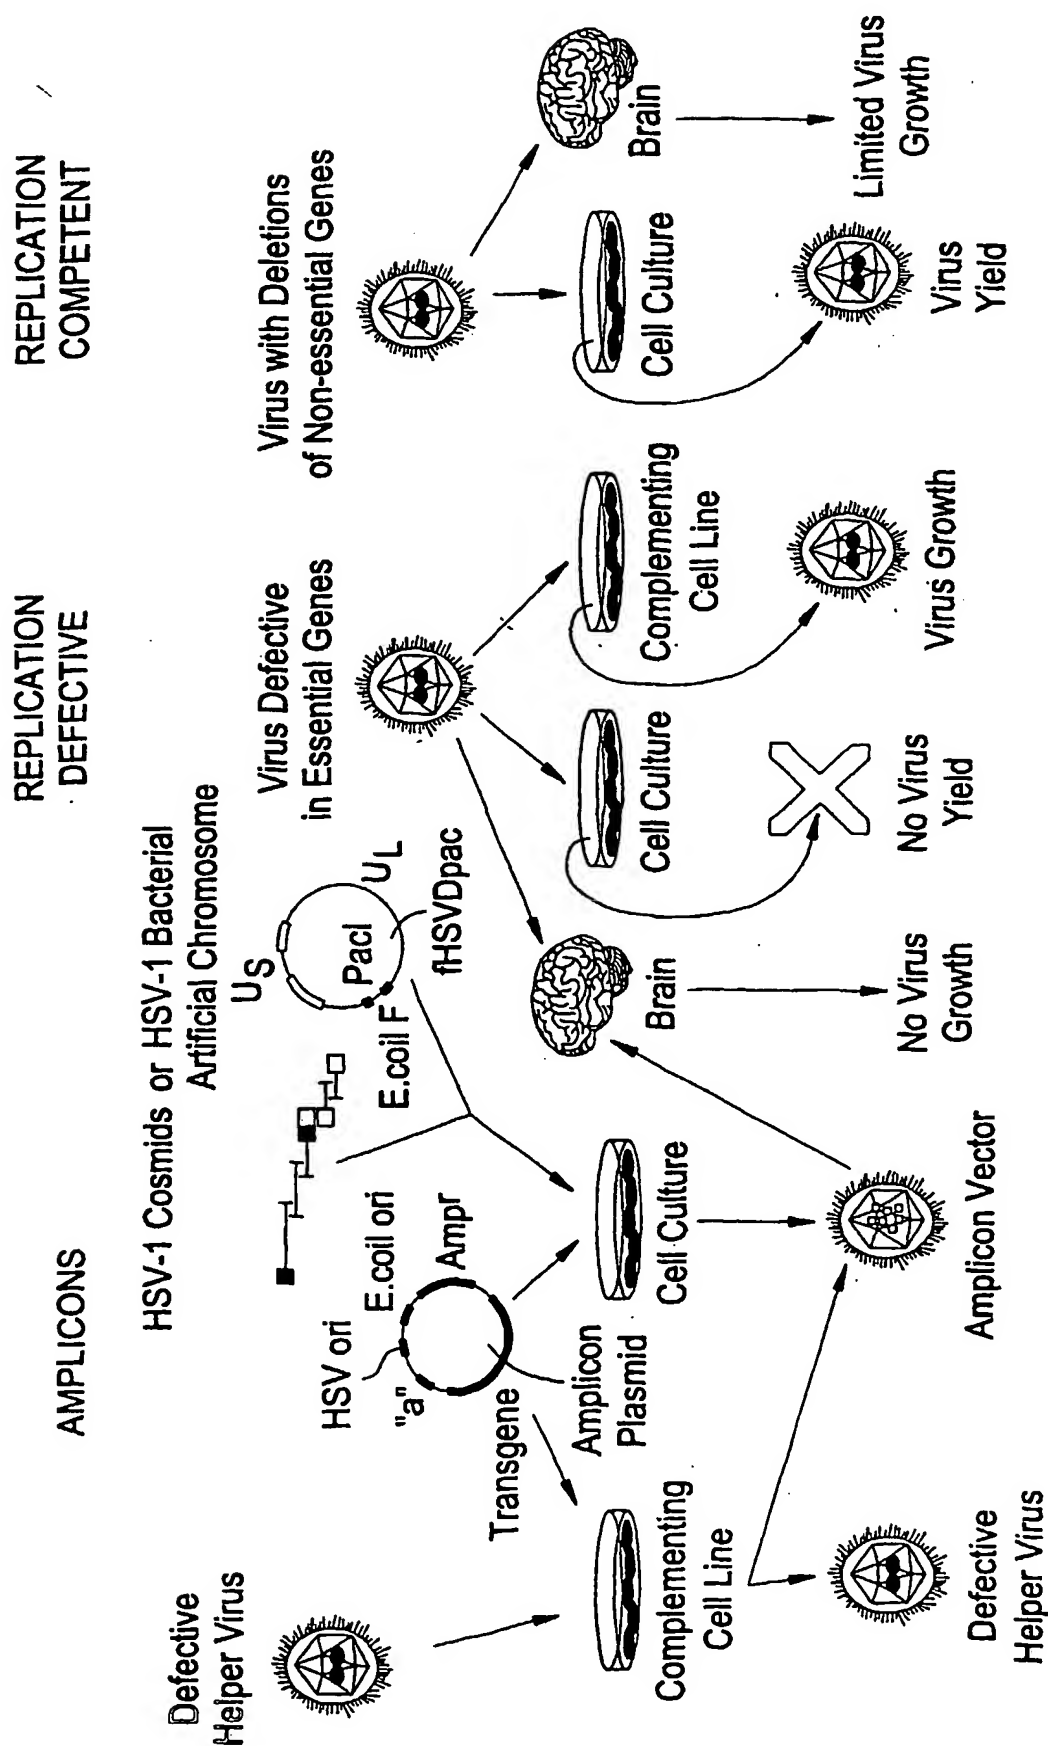 AMPLICONS
REPLICATION
DEFECTIVE
REPLICATION
COMPETENT
HSV-1 Cosmids or HSV-1 Bacterial
Artificial Chromosome
Defective
Helper Virus
HSV ori
"a"
E.coil ori
Ampr
Transgene
Amplicon
Plasmid
US
UL
PacI
E.coil F
fHSVDpac
Virus Defective
in Essential Genes
Virus with Deletions
of Non-essential Genes
Complementing
Cell Line
Cell Culture
Brain
Cell Culture
Complementing
Cell Line
Cell Culture
Brain
Defective
Helper Virus
Amplicon Vector
No Virus
Growth
No Virus
Yield
Virus Growth
Virus
Yield
Limited Virus
Growth